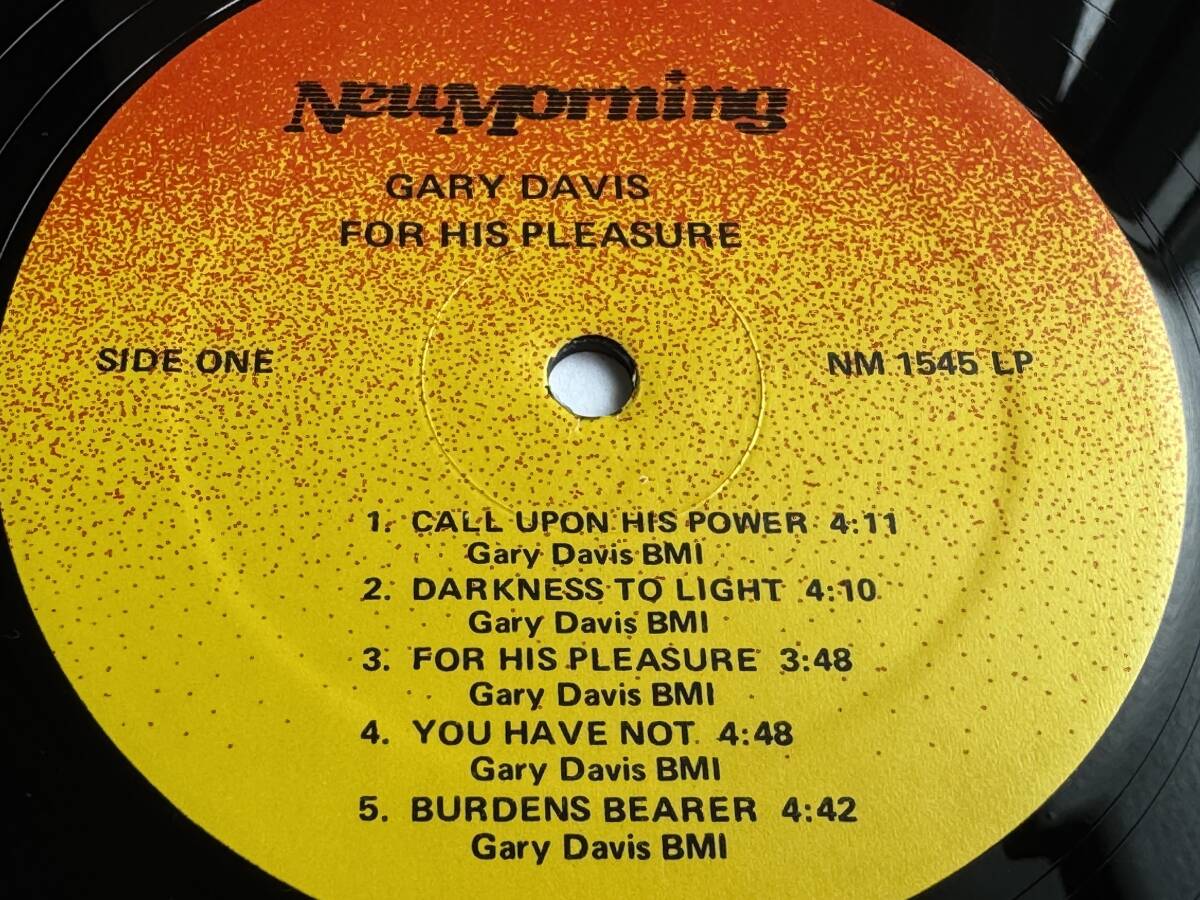 NeuMorning
GARY DAVIS
FOR HIS PLEASURE
SIDE ONE
NM 1545 LP
1. CALL UPON HIS POWER 4:11
Gary Davis BMI
2. DARKNESS TO LIGHT 4:10
Gary Davis BMI
3. FOR HIS PLEASURE 3:48
Gary Davis BMI
4. YOU HAVE NOT 4:48
Gary Davis BMI
5. BURDENS BEARER 4:42
Gary Davis BMI